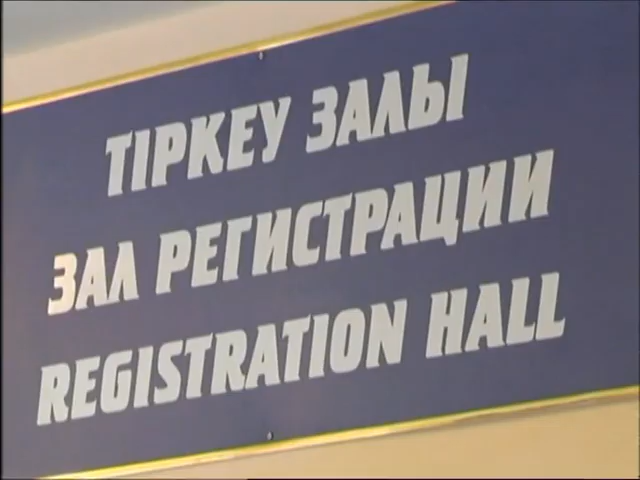 ТІРКЕУ ЗАЛЫ
ЗАЛ РЕГИСТРАЦИИ
REGISTRATION HALL